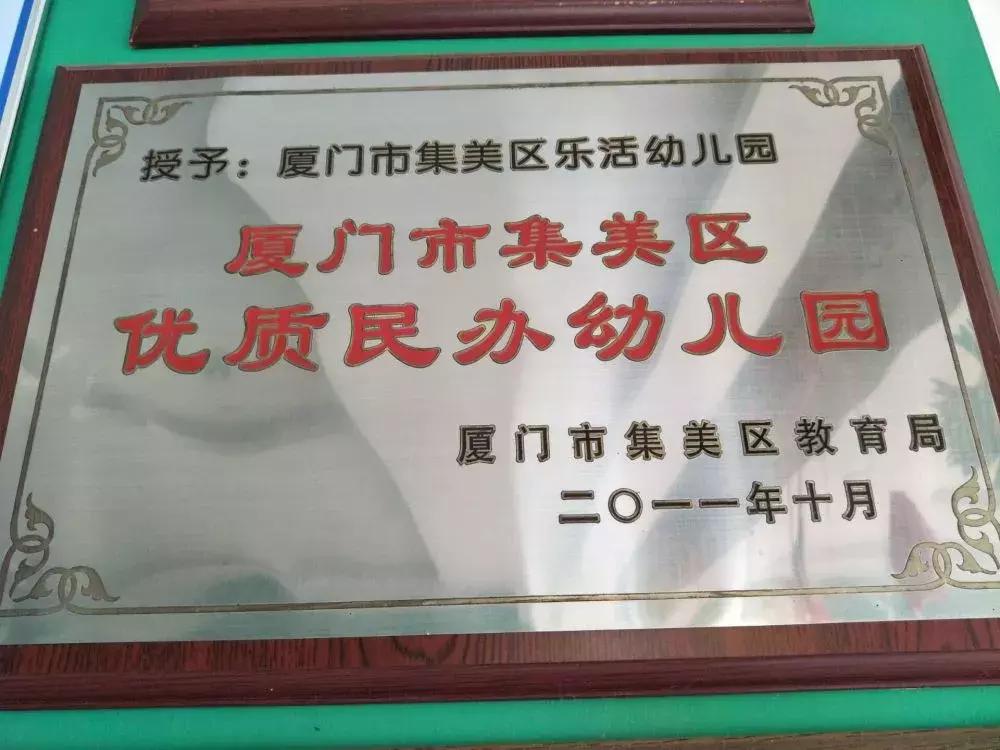 授予：厦门市集美区乐活幼儿园
厦门市集美区
优质民办幼儿园
厦门市集美区教育局
二〇一一年十月